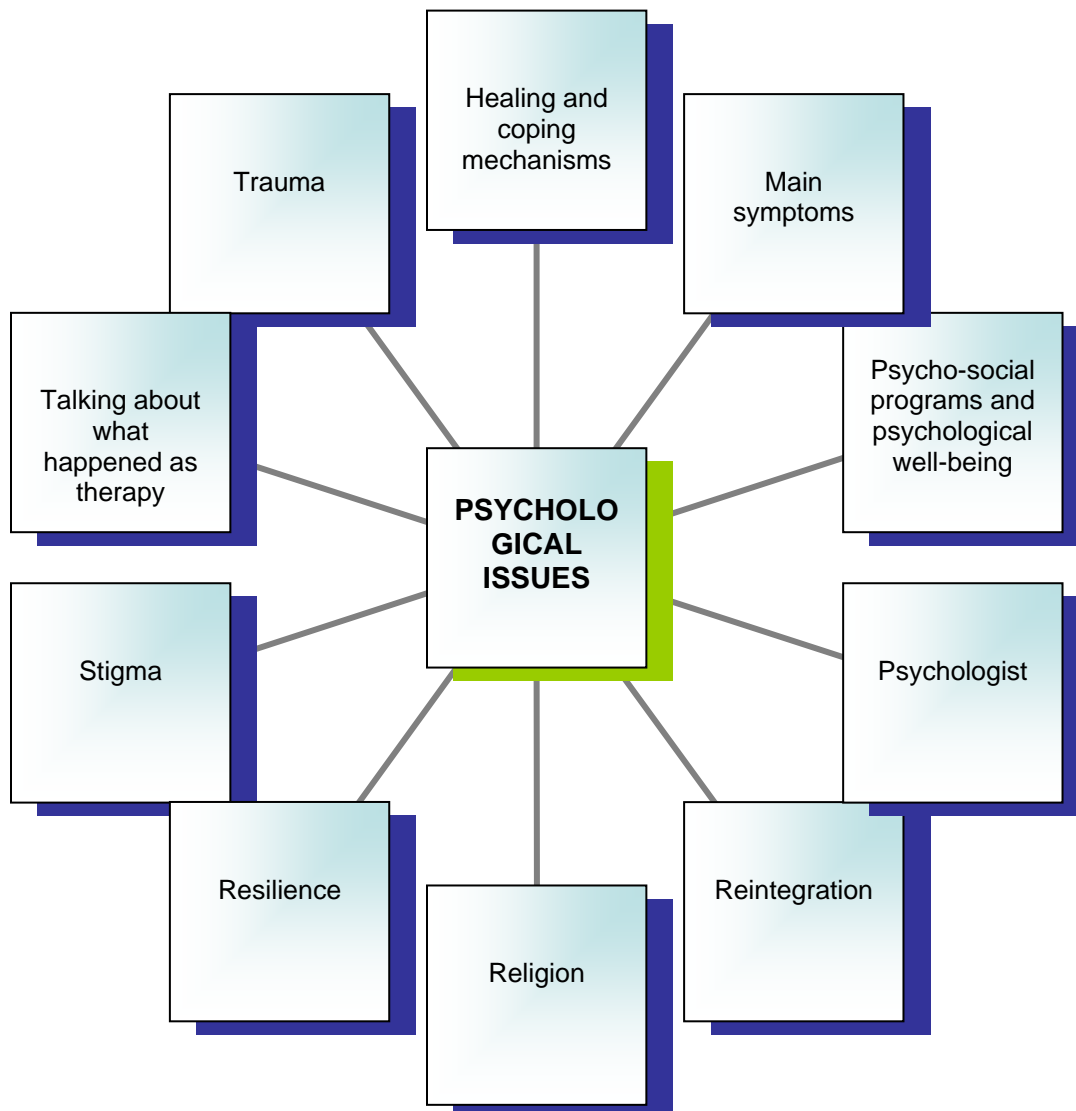 Healing and
coping
mechanisms
Trauma
Main
symptoms
Talking about
what
happened as
therapy
Psycho-social
programs and
psychological
well-being
PSYCHOLO
GICAL
ISSUES
Stigma
Psychologist
Resilience
Reintegration
Religion